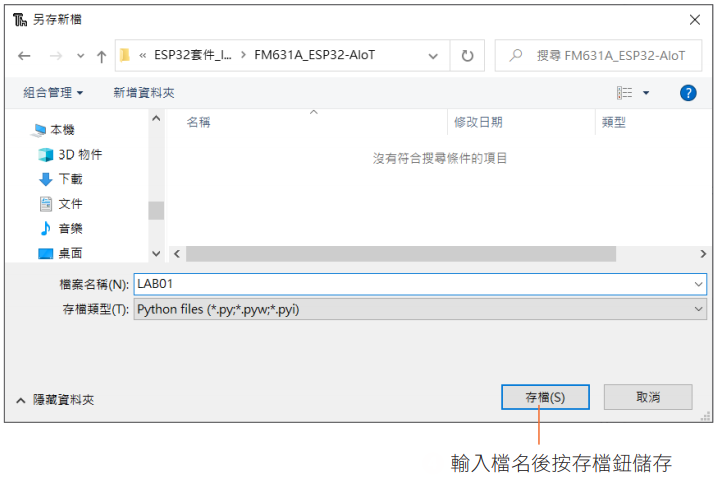 另存新檔
« ESP32套件_I... > FM631A_ESP32-AIoT
搜尋 FM631A_ESP32-AIoT
組合管理
新增資料夾
本機
3D 物件
下載
文件
音樂
桌面
名稱
修改日期
類型
沒有符合搜尋條件的項目
檔案名稱(N): LAB01
存檔類型(T): Python files (*.py;*.pyw;*.pyi)
隱藏資料夾
存檔(S)
取消
輸入檔名後按存檔鈕儲存